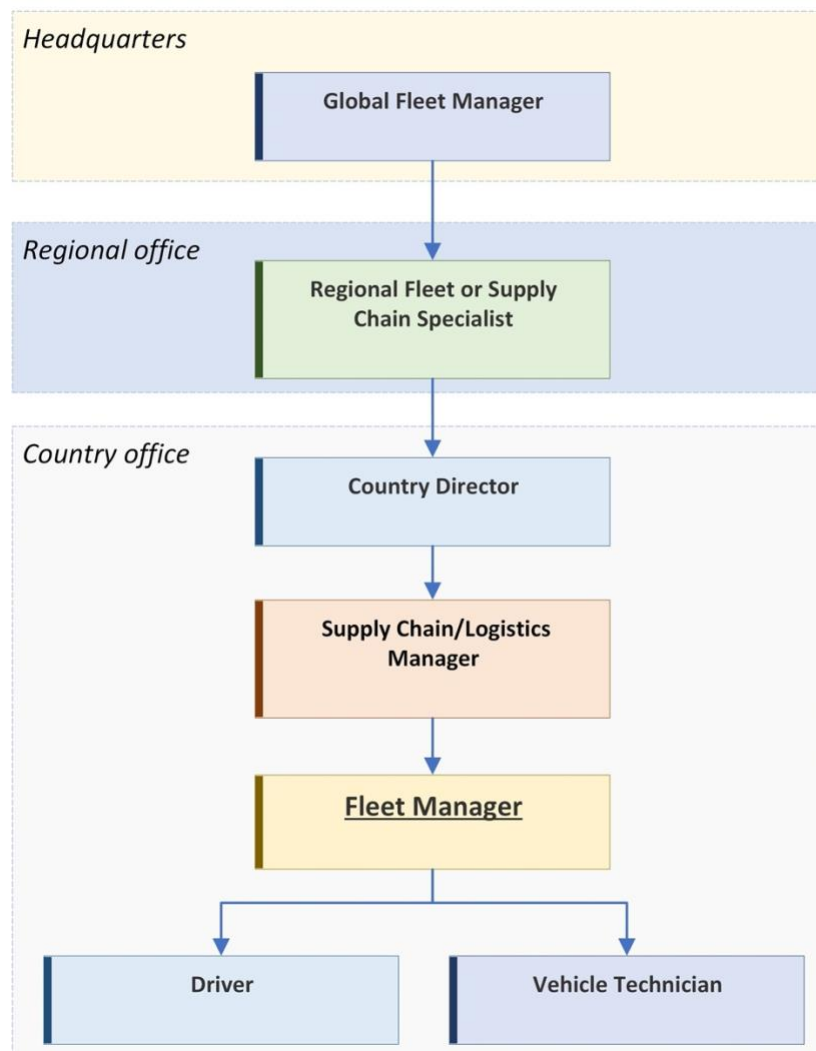 Headquarters
Global Fleet Manager
Regional office
Regional Fleet or Supply
Chain Specialist
Country office
Country Director
Supply Chain/Logistics
Manager
Fleet Manager
Driver
Vehicle Technician